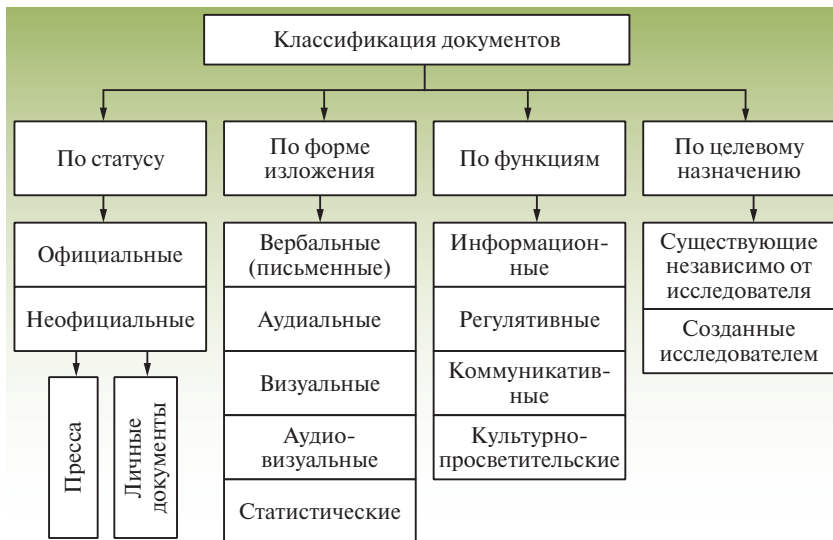 Классификация документов
По статусу
Официальные
Неофициальные
Пресса
Личные
документы
По форме
изложения
Вербальные
(письменные)
Аудиальные
Визуальные
Аудио-
визуальные
Статистические
По функциям
Информацион-
ные
Регулятивные
Коммуникатив-
ные
Культурно-
просветительские
По целевому
назначению
Существующие
независимо от
исследователя
Созданные
исследователем